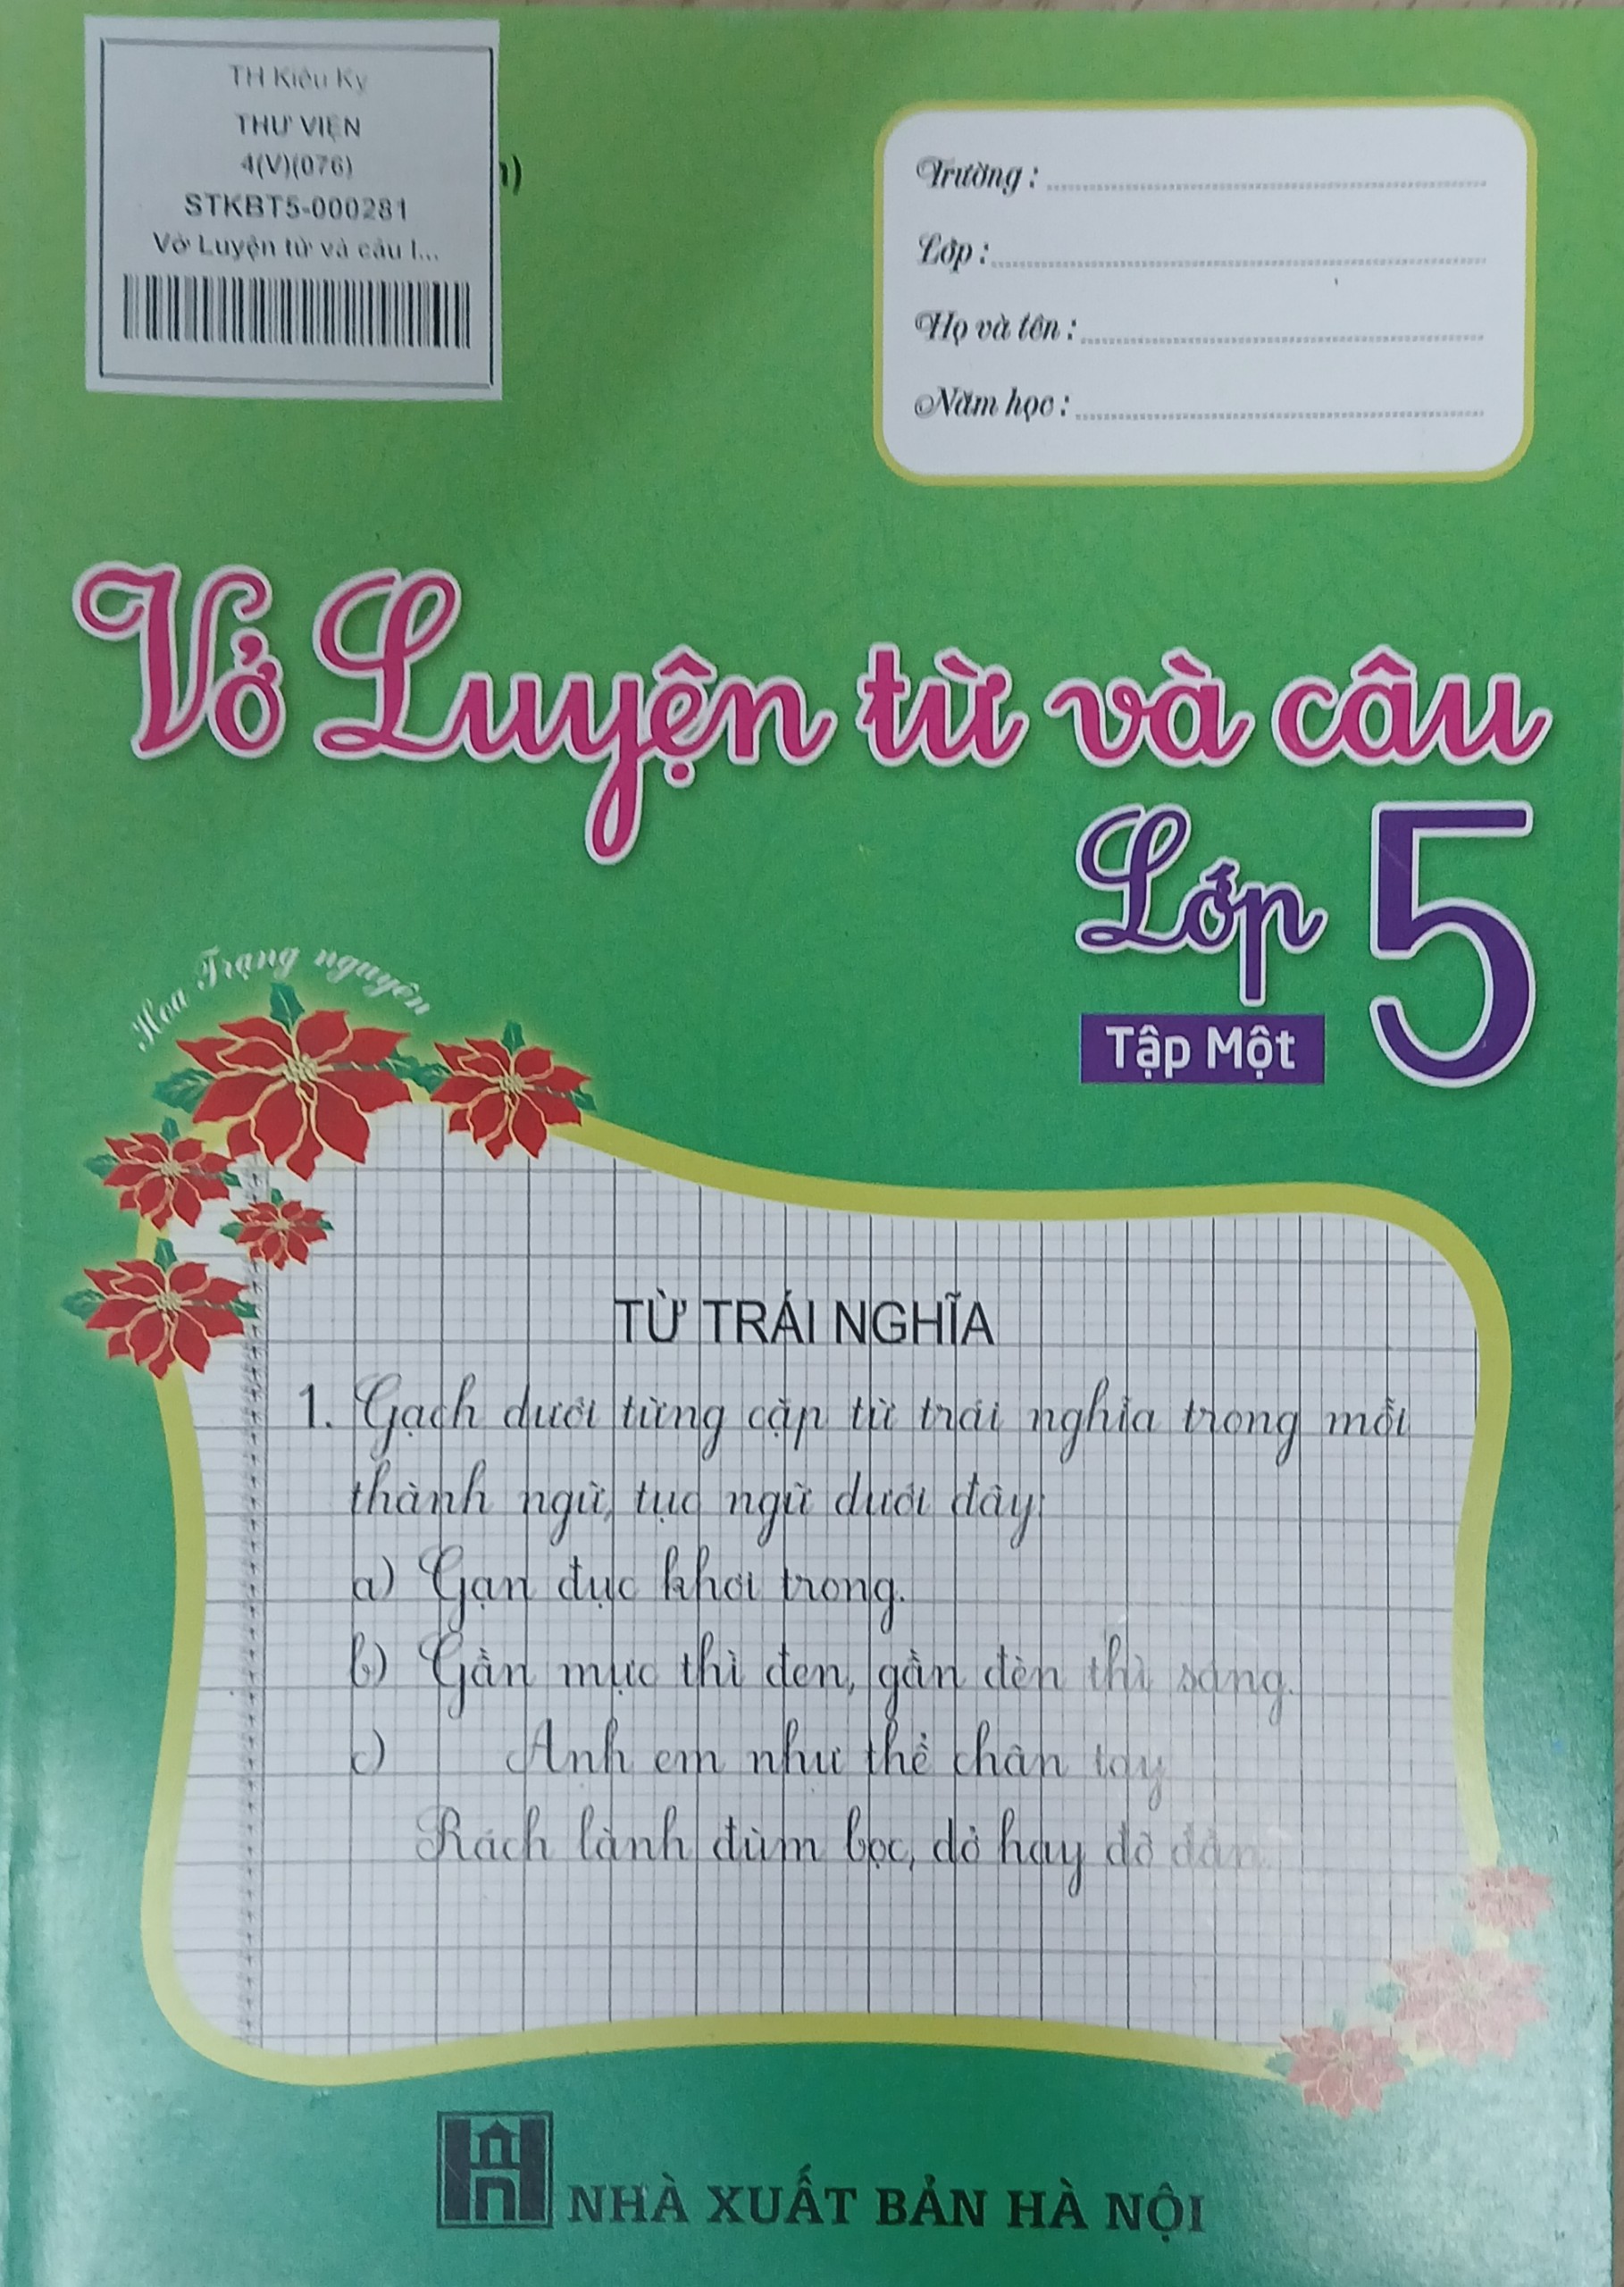 TH Kiêu Kỵ
THƯ VIỆN
4(V)(076)
STKBT5-000281
Vở Luyện từ và câu l...
Trường :
Lớp :
Họ và tên :
Năm học :
Vở Luyện từ và câu
Lớp 5
Tập Một
Hoa Trạng nguyên
TỪ TRÁI NGHĨA
1. Gạch dưới từng cặp từ trái nghĩa trong mỗi
thành ngữ, tục ngữ dưới đây:
a) Gạn đục khơi trong.
b) Gần mực thì đen, gần đèn thì sáng.
c) Anh em như thể chân tay
Rách lành đùm bọc, dở hay đỡ đần.
NHÀ XUẤT BẢN HÀ NỘI